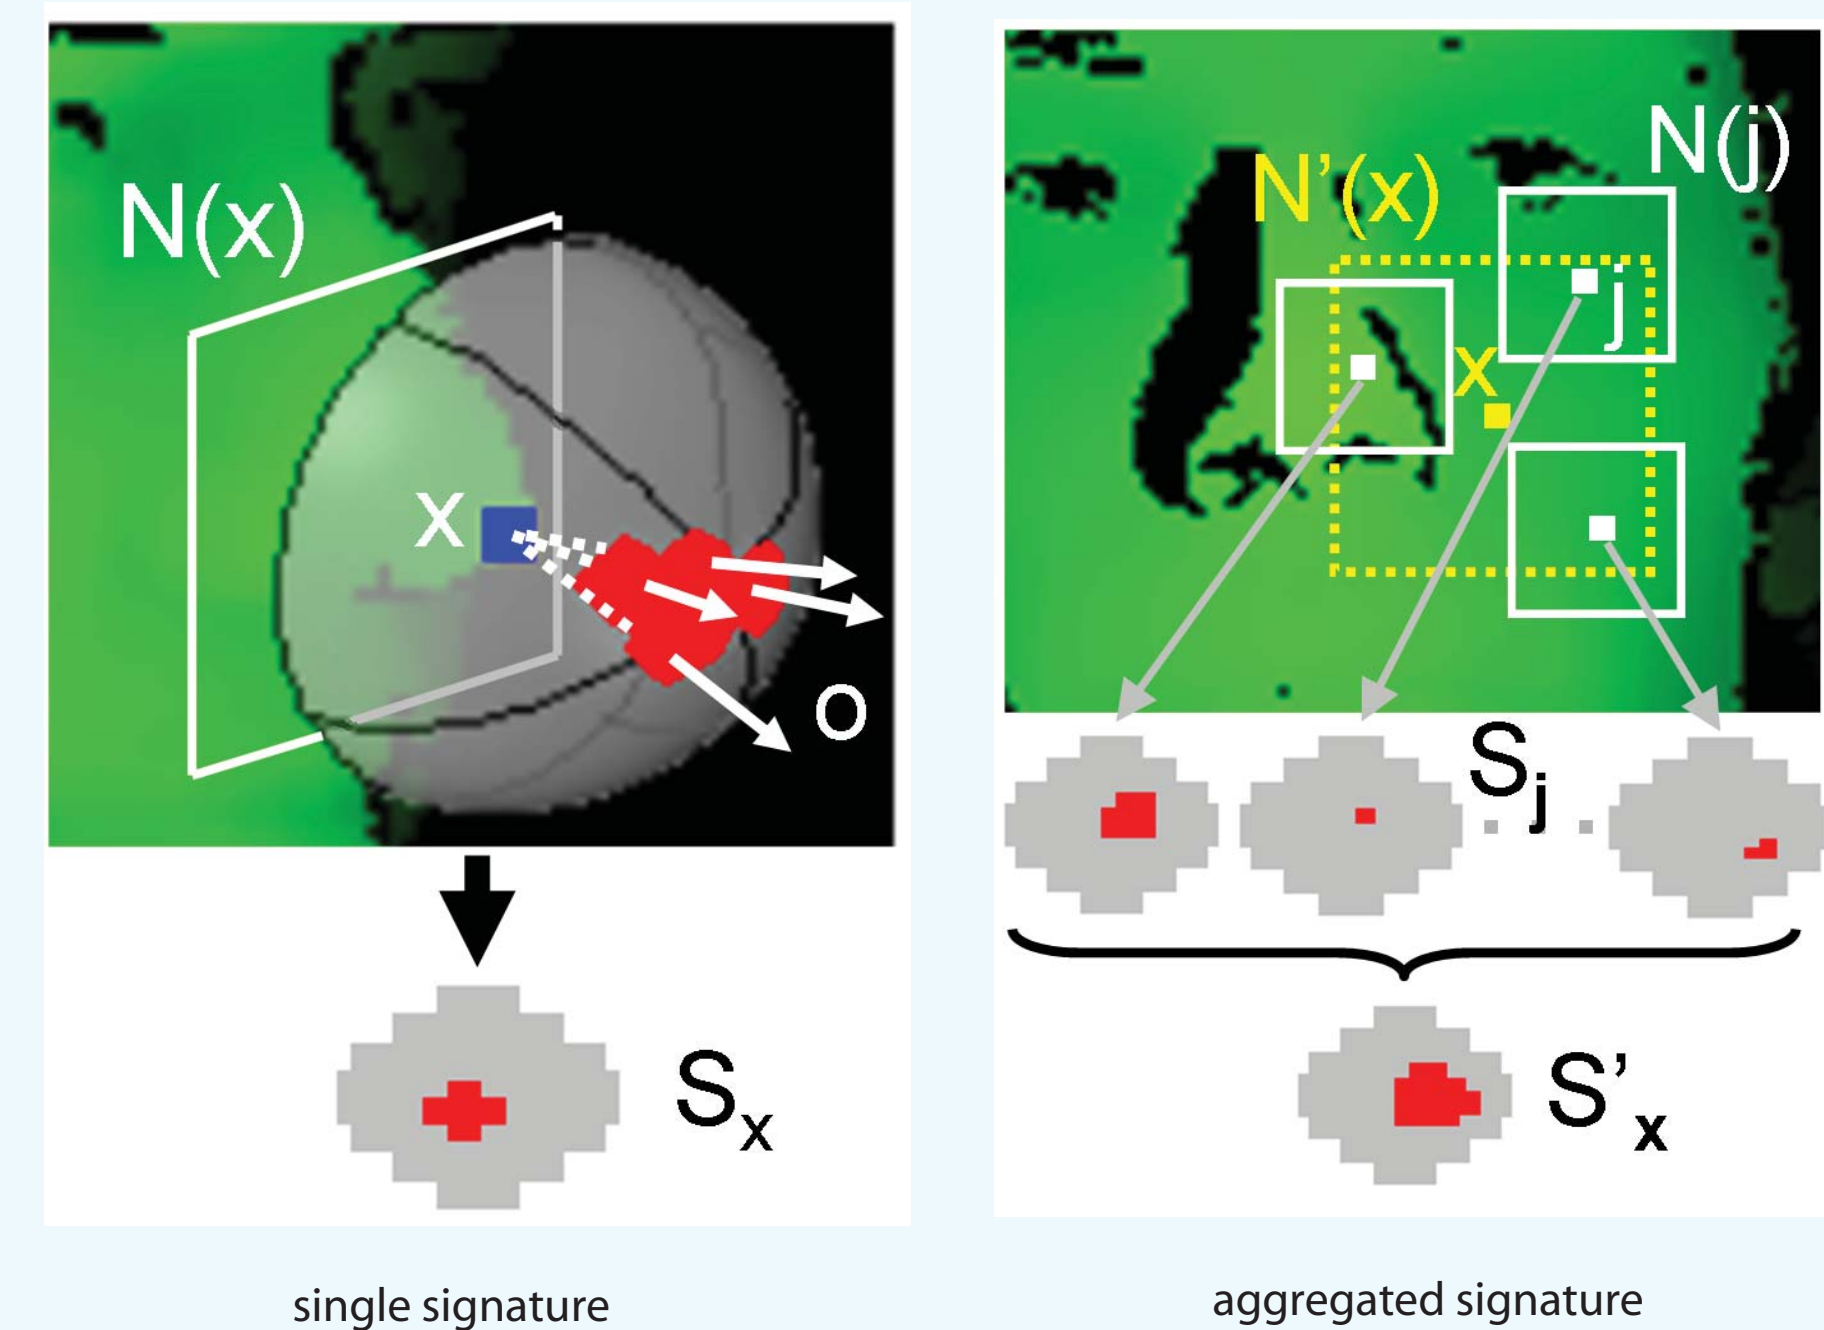 N(x)
x
o
S_x
single signature
N(j)
N’(x)
j
x
S_j
. . .
S’_x
aggregated signature